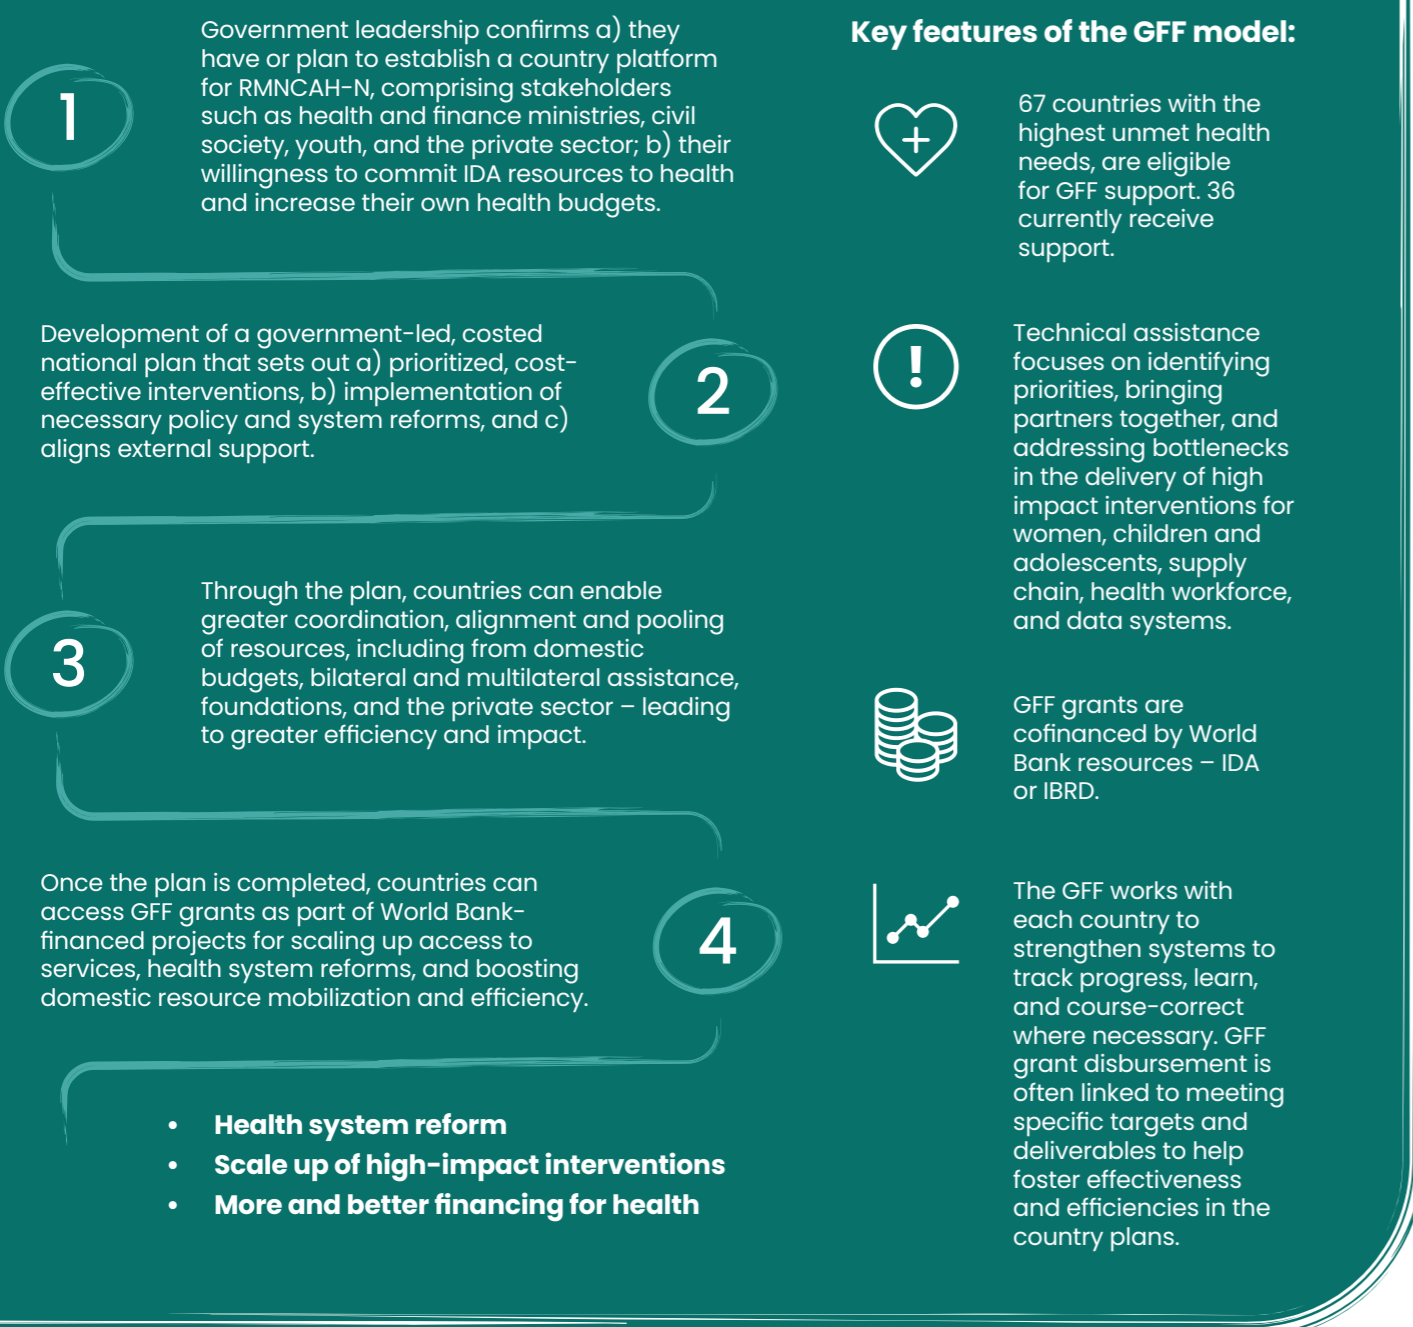 1
Government leadership confirms a) they
have or plan to establish a country platform
for RMNCAH-N, comprising stakeholders
such as health and finance ministries, civil
society, youth, and the private sector; b) their
willingness to commit IDA resources to health
and increase their own health budgets.
2
Development of a government-led, costed
national plan that sets out a) prioritized, cost-
effective interventions, b) implementation of
necessary policy and system reforms, and c)
aligns external support.
3
Through the plan, countries can enable
greater coordination, alignment and pooling
of resources, including from domestic
budgets, bilateral and multilateral assistance,
foundations, and the private sector – leading
to greater efficiency and impact.
4
Once the plan is completed, countries can
access GFF grants as part of World Bank-
financed projects for scaling up access to
services, health system reforms, and boosting
domestic resource mobilization and efficiency.
• Health system reform
• Scale up of high-impact interventions
• More and better financing for health
Key features of the GFF model:
67 countries with the
highest unmet health
needs, are eligible
for GFF support. 36
currently receive
support.
Technical assistance
focuses on identifying
priorities, bringing
partners together, and
addressing bottlenecks
in the delivery of high
impact interventions for
women, children and
adolescents, supply
chain, health workforce,
and data systems.
GFF grants are
cofinanced by World
Bank resources – IDA
or IBRD.
The GFF works with
each country to
strengthen systems to
track progress, learn,
and course-correct
where necessary. GFF
grant disbursement is
often linked to meeting
specific targets and
deliverables to help
foster effectiveness
and efficiencies in the
country plans.